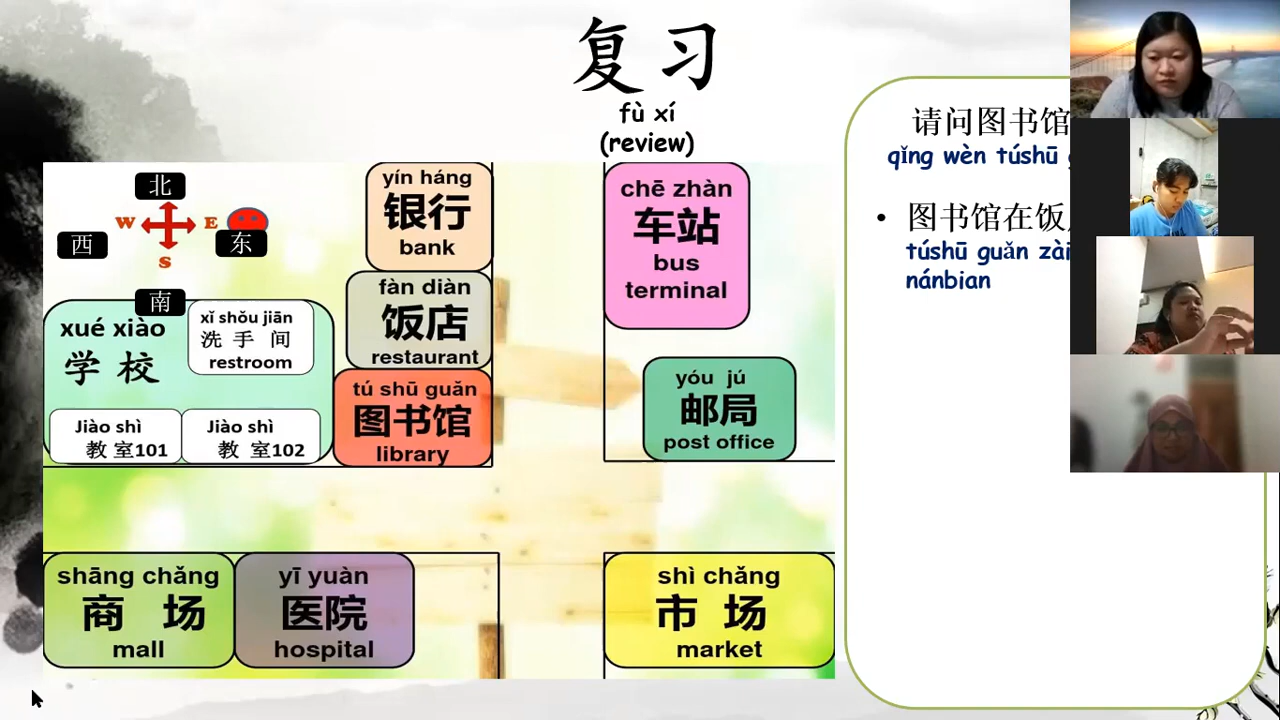 复习
fù xí
(review)
北
W
E
西
东
S
南
yín háng
银行
bank
chē zhàn
车站
bus
terminal
fàn diàn
饭店
restaurant
xué xiào
学校
xǐ shǒu jiān
洗手间
restroom
tú shū guǎn
图书馆
library
yóu jú
邮局
post office
Jiào shì
教室101
Jiào shì
教室102
shāng chǎng
商场
mall
yī yuàn
医院
hospital
shì chǎng
市场
market
请问图书馆
qǐng wèn túshū
• 图书馆在饭
túshū guǎn zài
nánbian